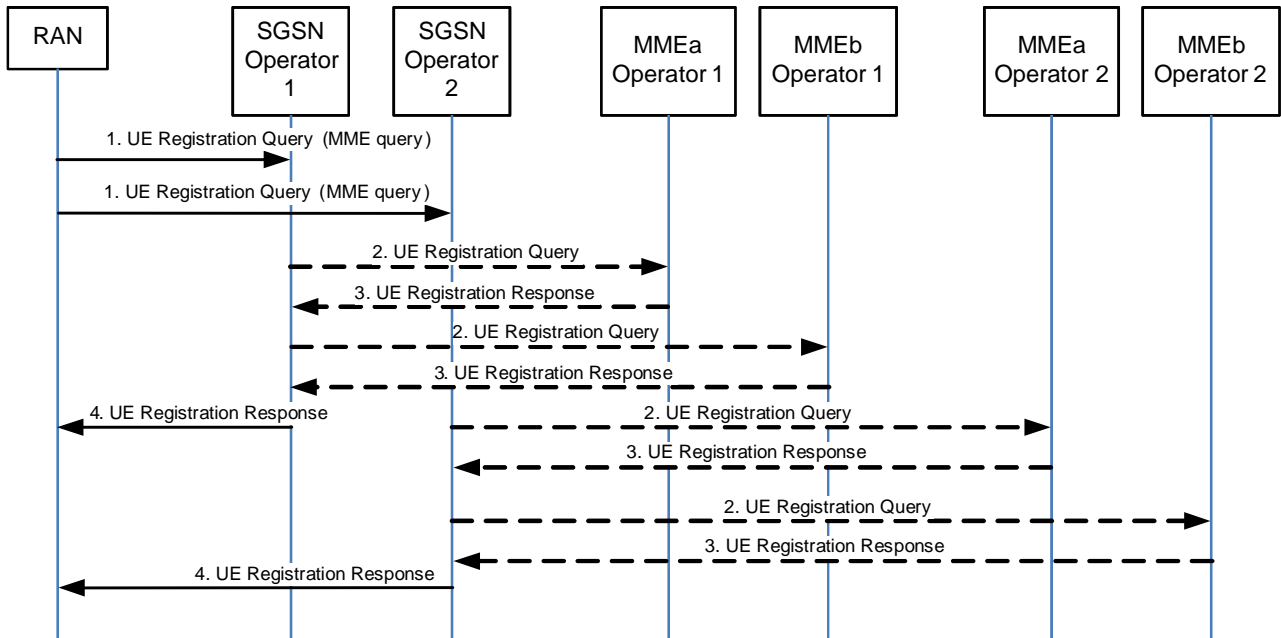 RAN
SGSN
Operator
1
SGSN
Operator
2
MMEa
Operator 1
MMEb
Operator 1
MMEa
Operator 2
MMEb
Operator 2
1. UE Registration Query (MME query)
1. UE Registration Query (MME query)
2. UE Registration Query
3. UE Registration Response
2. UE Registration Query
3. UE Registration Response
4. UE Registration Response
2. UE Registration Query
3. UE Registration Response
2. UE Registration Query
3. UE Registration Response
4. UE Registration Response